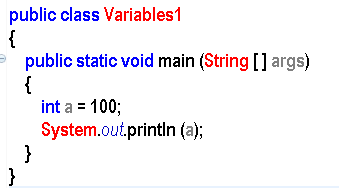 public class Variables1
{
public static void main (String [ ] args)
{
int a = 100;
System.out.println (a);
}
}